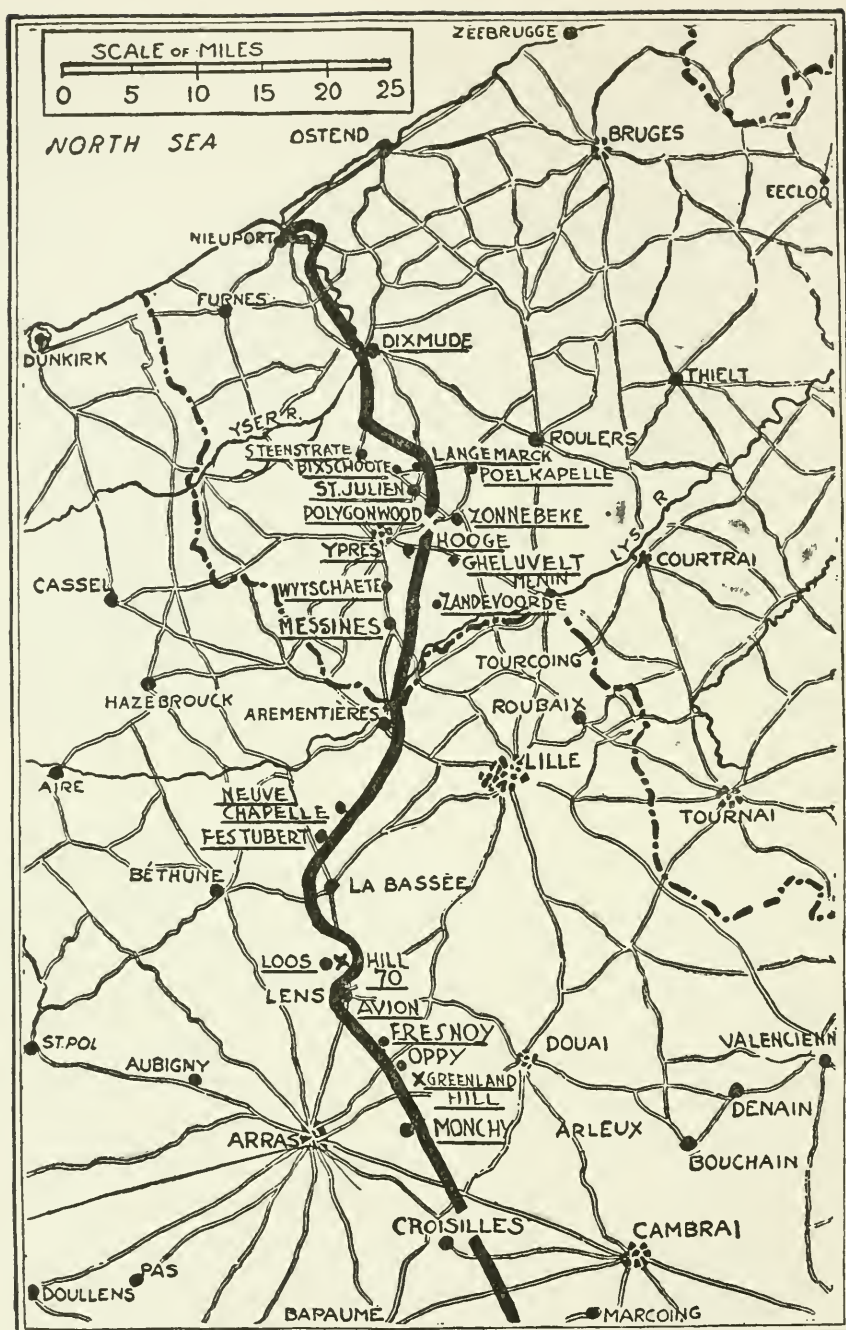 SCALE OF MILES
0 5 10 15 20 25
NORTH SEA
ZÉEBRUGGE
OSTEND
BRUGES
EECLOO
NIEUPORT
FURNES
DUNKIRK
DIXMUDE
THIELT
YSER R.
ROULERS
STEENSTRATE
LANGEMARCK
BIXSCHOOTE
POELKAPELLE
ST. JULIEN
POLYGONWOOD
ZONNEBEKE
HOOGE
YPRES
GHELUVELT
LYS R
COURTRAI
CASSEL
WYTSCHAETE
MENIN
ZANDEVOORDE
MESSINES
TOURCOING
HAZEBROUCK
AREMENTIÈRES
ROUBAIX
LILLE
AIRE
NEUVE
CHAPELLE
TOURNAI
FESTUBERT
BÉTHUNE
LA BASSÉE
LOOS
X HILL
70
LENS
AVION
FRESNOY
ST. POL
AUBIGNY
OPPY
DOUAI
VALENCIENN
X GREENLAND
HILL
DENAIN
ARRAS
MONCHY
ARLEUX
BOUCHAIN
CROISILLES
CAMBRAI
PAS
DOULLENS
BAPAUME
MARCOING